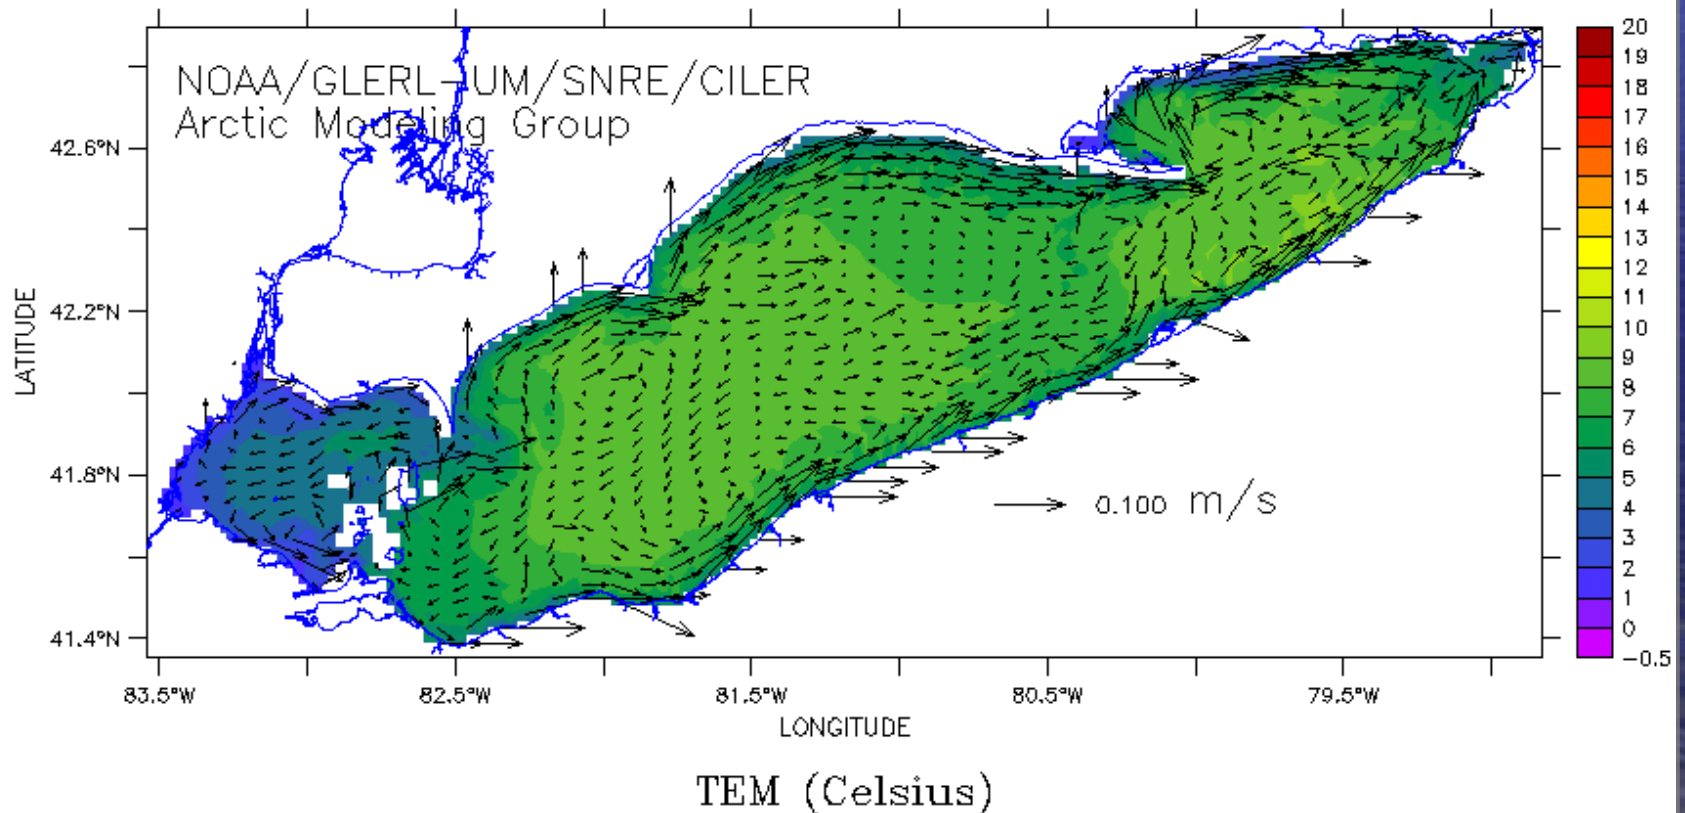 NOAA/GLERL-UM/SNRE/CILER
Arctic Modeling Group
42.6°N
42.2°N
41.8°N
41.4°N
LATITUDE
83.5°W
82.5°W
81.5°W
80.5°W
79.5°W
LONGITUDE
0.100 m/s
20
19
18
17
16
15
14
13
12
11
10
9
8
7
6
5
4
3
2
1
0
-0.5
TEM (Celsius)